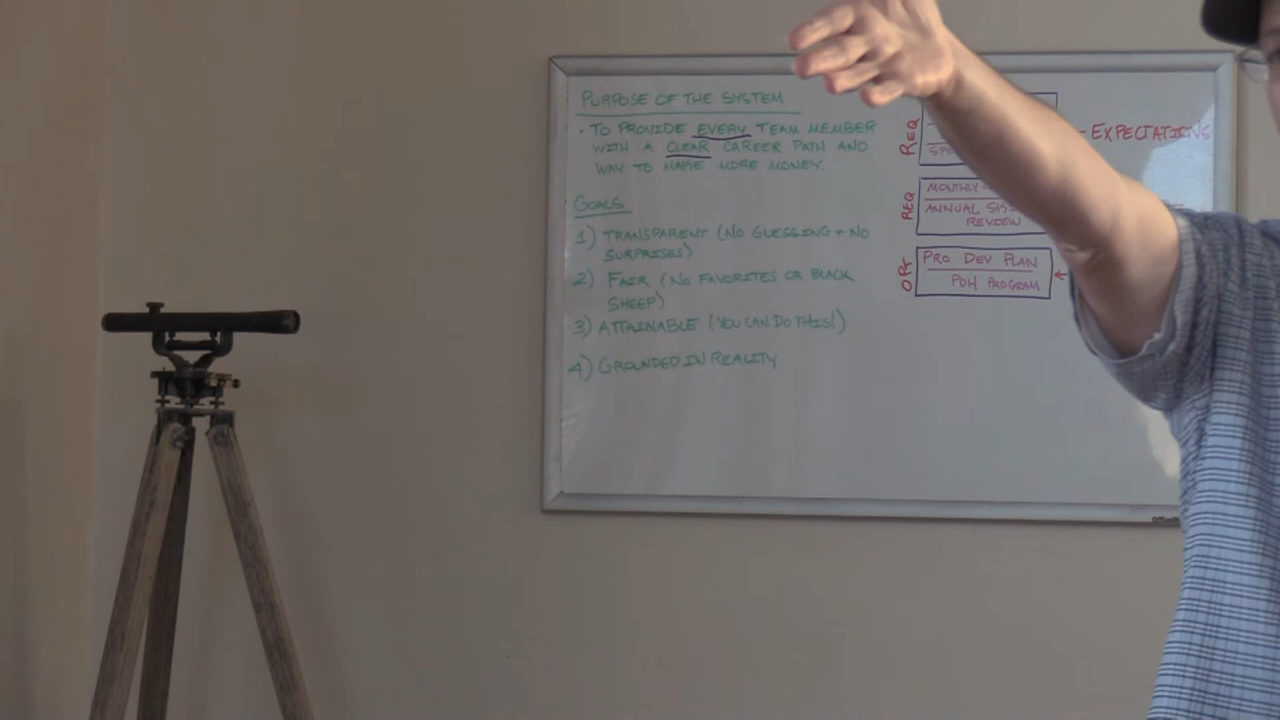 PURPOSE OF THE SYSTEM
• TO PROVIDE EVERY TEAM MEMBER
WITH A CLEAR CAREER PATH AND
WAY TO MAKE MORE MONEY.
GOALS
1) TRANSPARENT (NO GUESSING + NO
SURPRISES)
2) FAIR (NO FAVORITES OR BLACK
SHEEP)
3) ATTAINABLE (YOU CAN DO THIS!)
4) GROUNDED IN REALITY
REQ
- EXPECTATIONS
REQ
MONTHLY
ANNUAL
REVIEW
OPT
PRO DEV PLAN
PDH PROGRAM